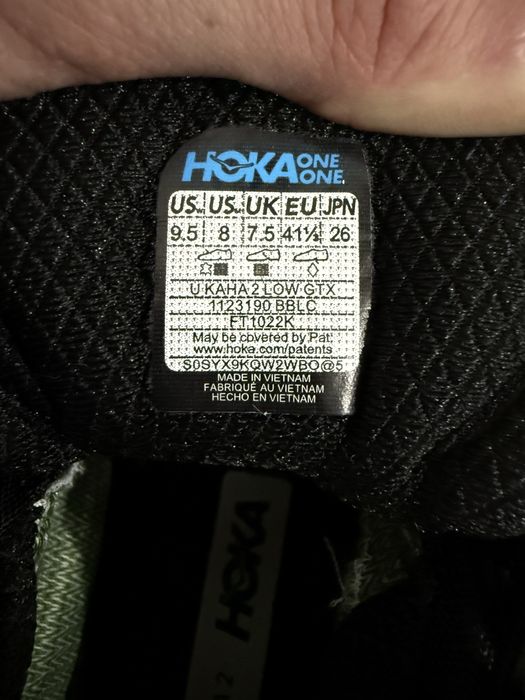 HOKA ONE ONE
US US UK EU JPN
9.5 8 7.5 41⅓ 26
U KAHA 2 LOW GTX
1123190 BBLC
FT1022K
May be covered by Pat:
www.hoka.com/patents
S0SYX9KQW2WBO@5
MADE IN VIETNAM
FABRIQUÉ AU VIETNAM
HECHO EN VIETNAM
HOKA